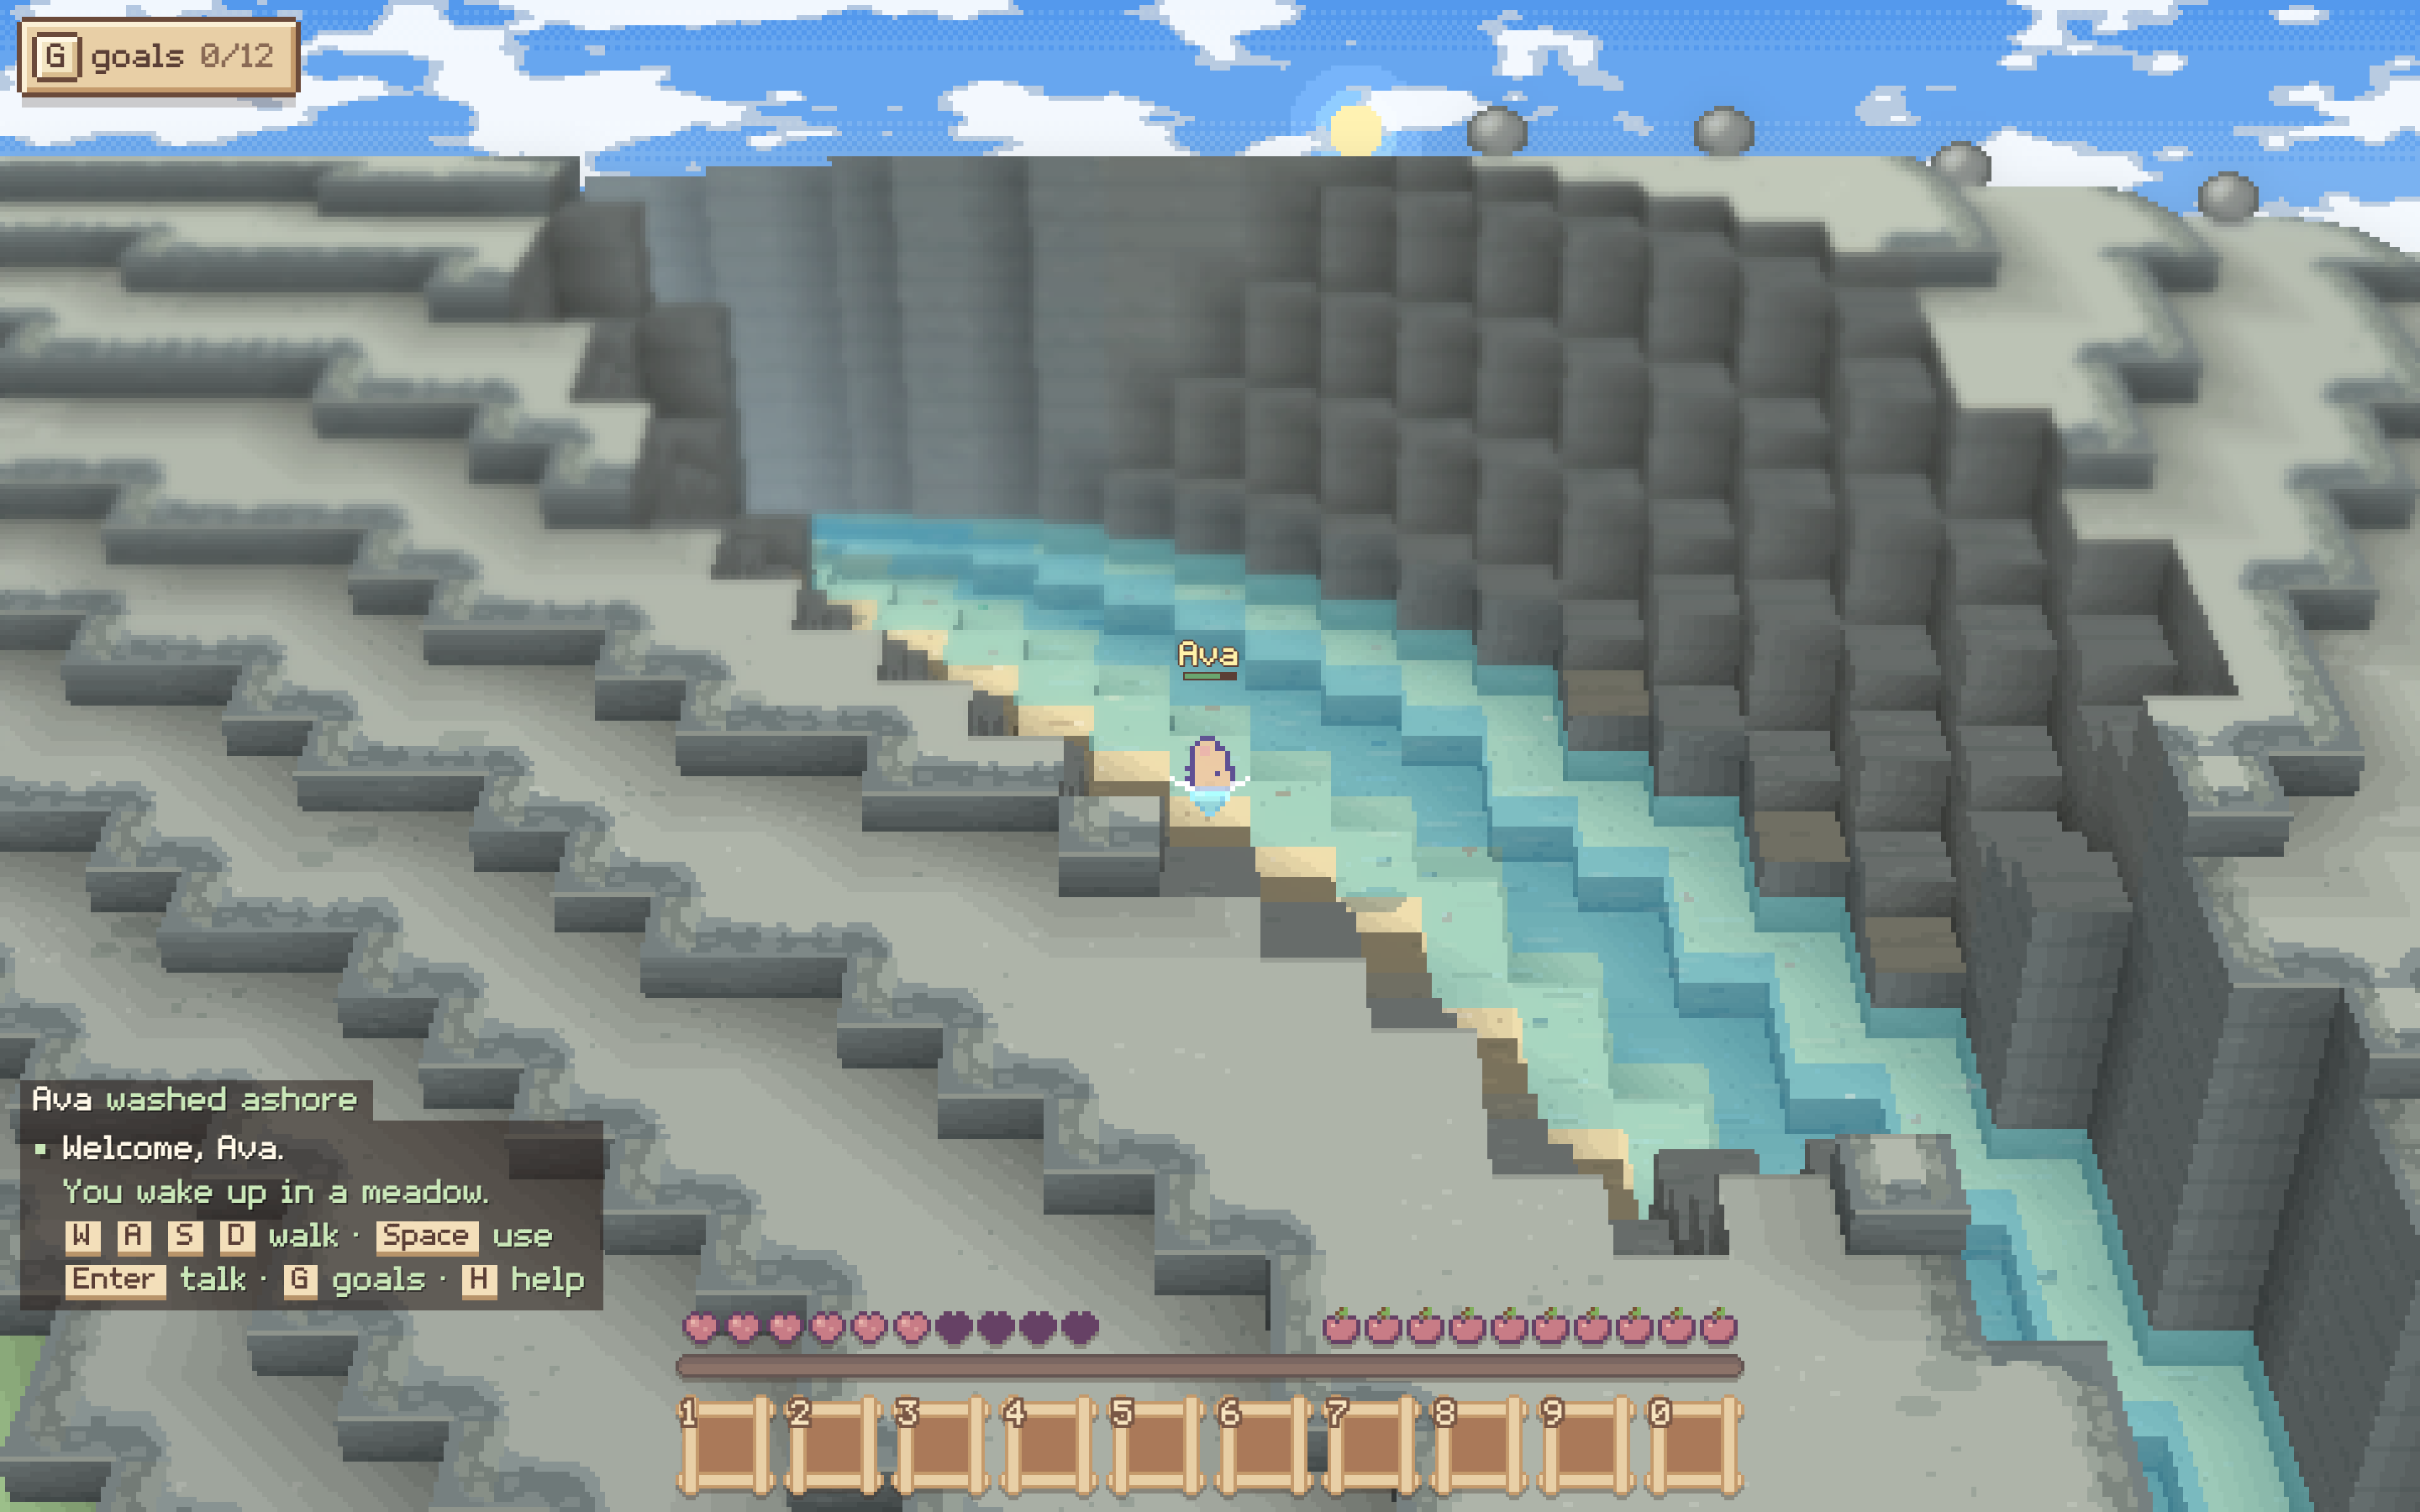 G goals 0/12
Ava
Ava washed ashore
Welcome, Ava.
You wake up in a meadow.
W A S D walk · Space use
Enter talk · G goals · H help
1 2 3 4 5 6 7 8 9 0